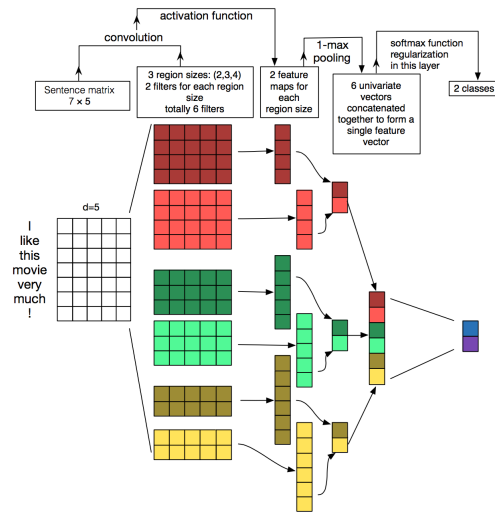 activation function
convolution
1-max
pooling
softmax function
regularization
in this layer
Sentence matrix
7 × 5
3 region sizes: (2,3,4)
2 filters for each region
size
totally 6 filters
2 feature
maps for
each
region size
6 univariate
vectors
concatenated
together to form a
single feature
vector
2 classes
d=5
I
like
this
movie
very
much
!